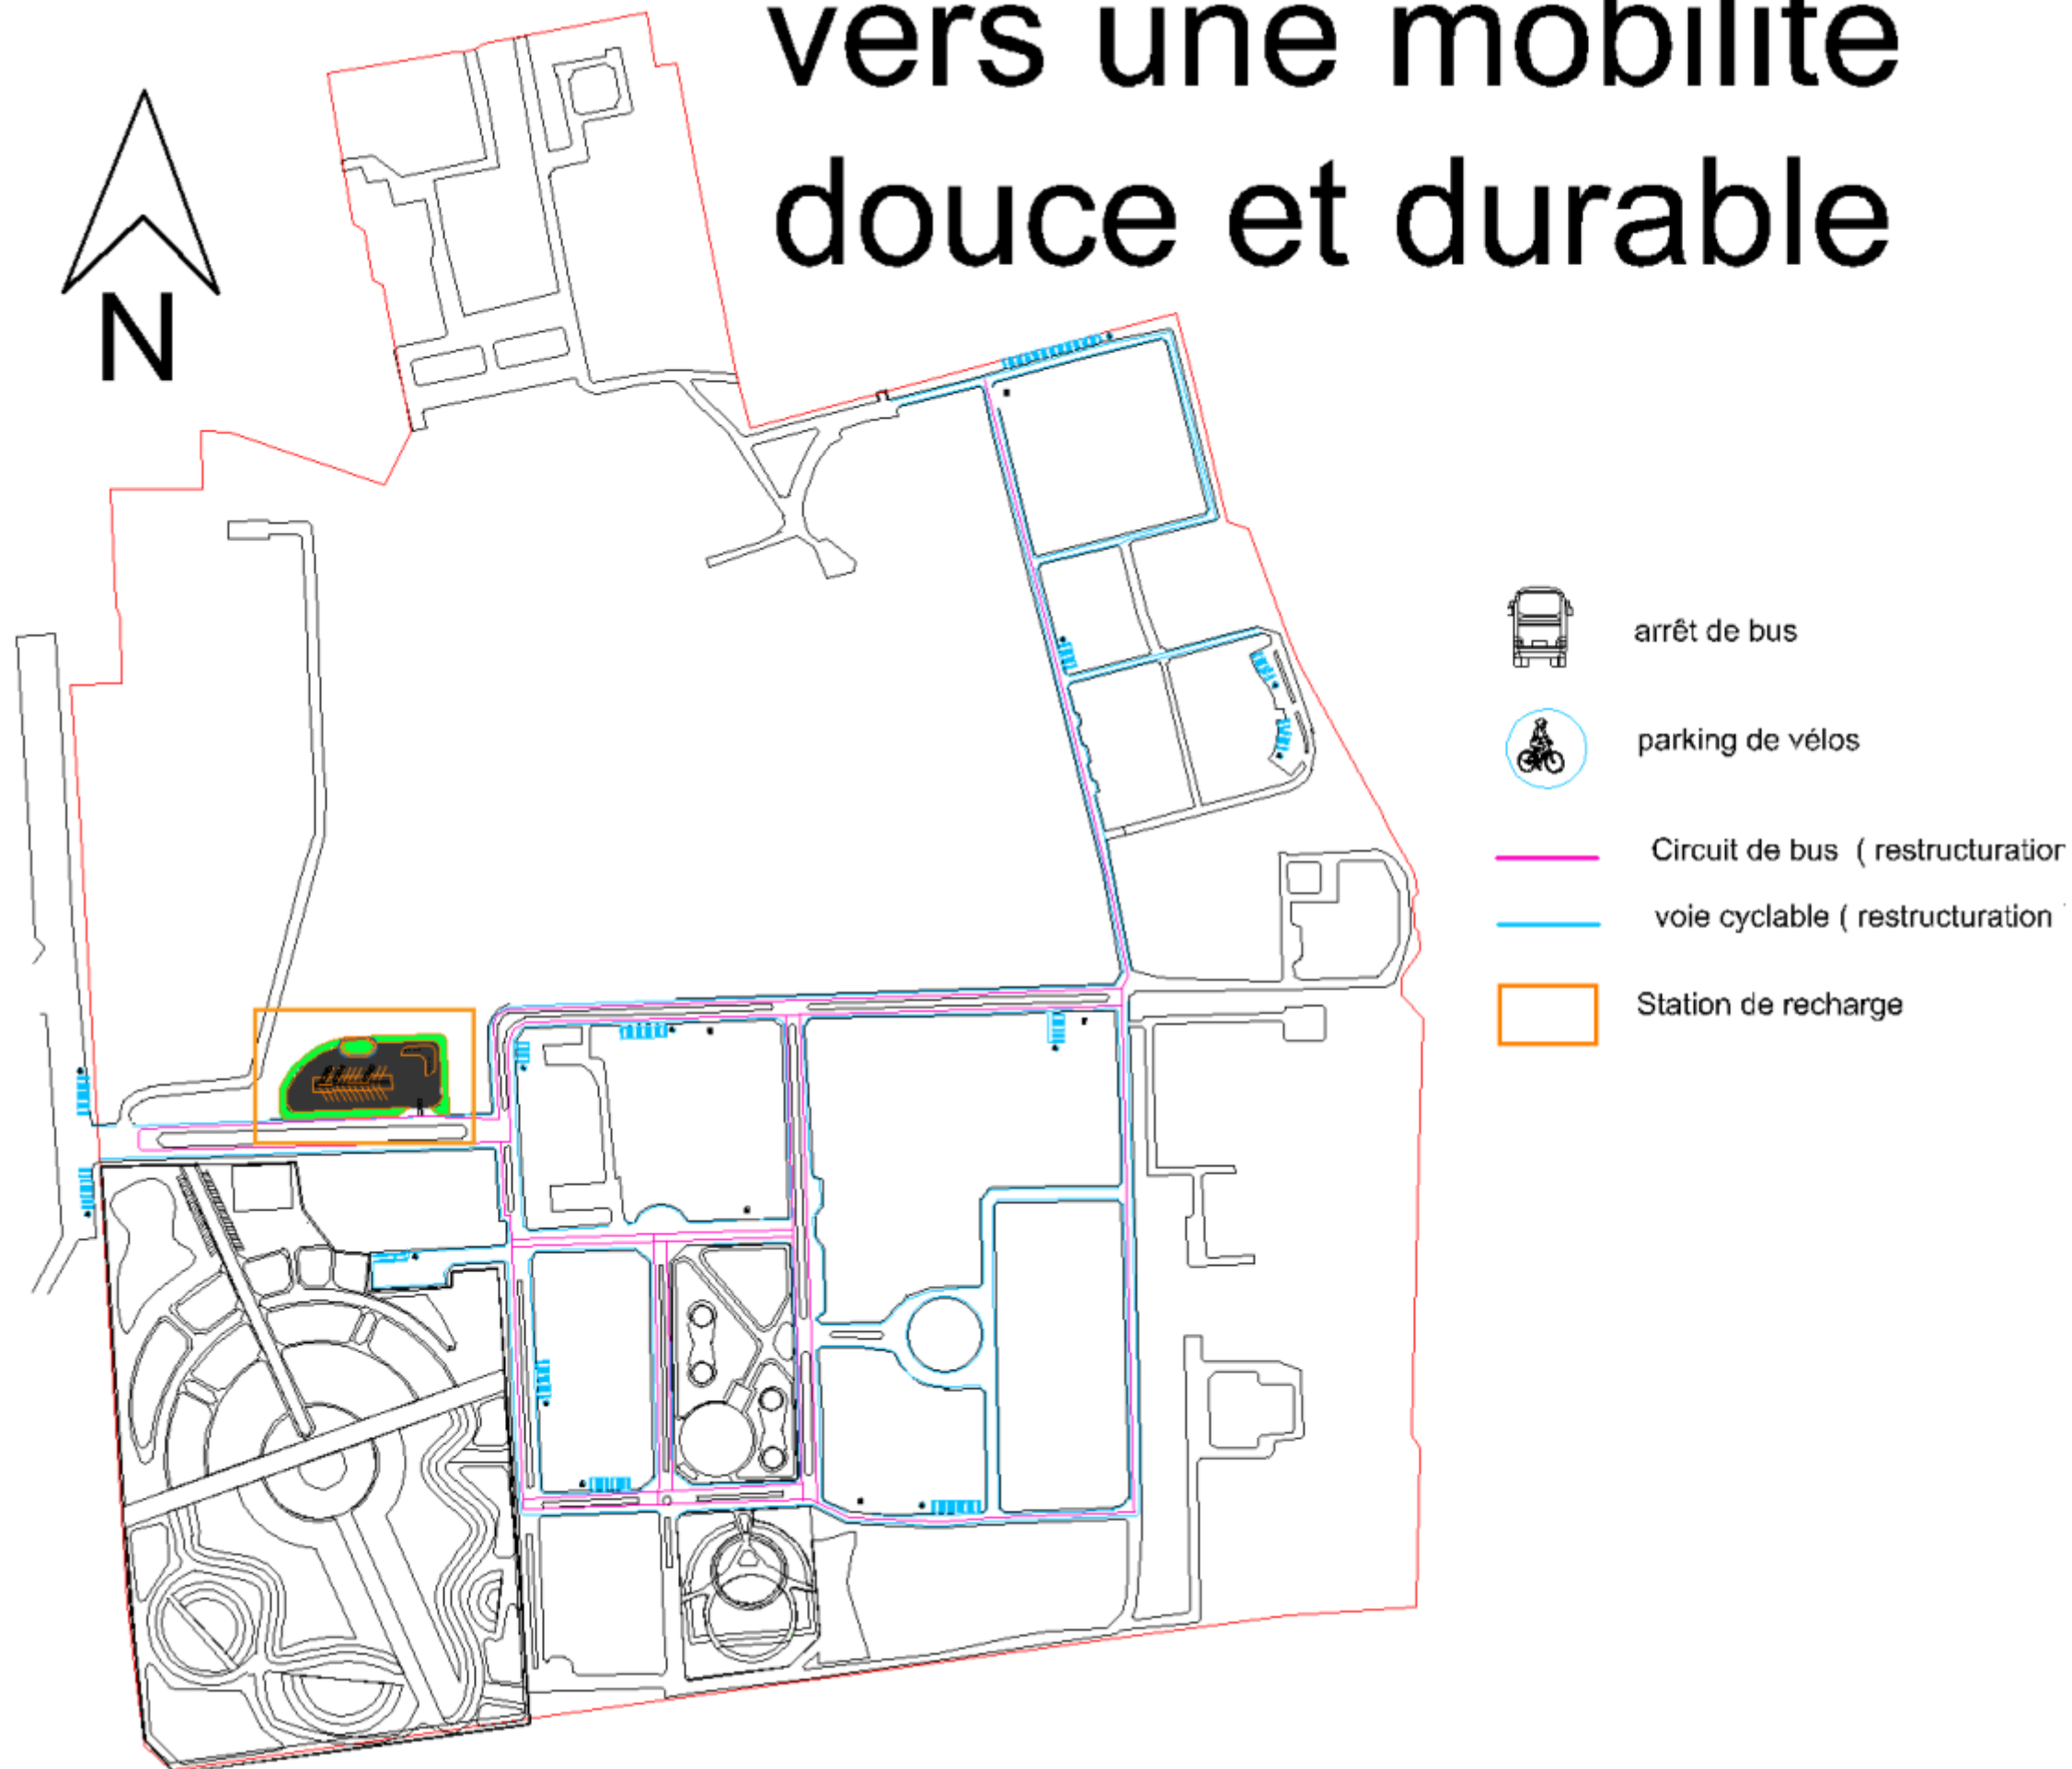 vers une mobilité
douce et durable
N
arrêt de bus
parking de vélos
Circuit de bus ( restructuration
voie cyclable ( restructuration
Station de recharge